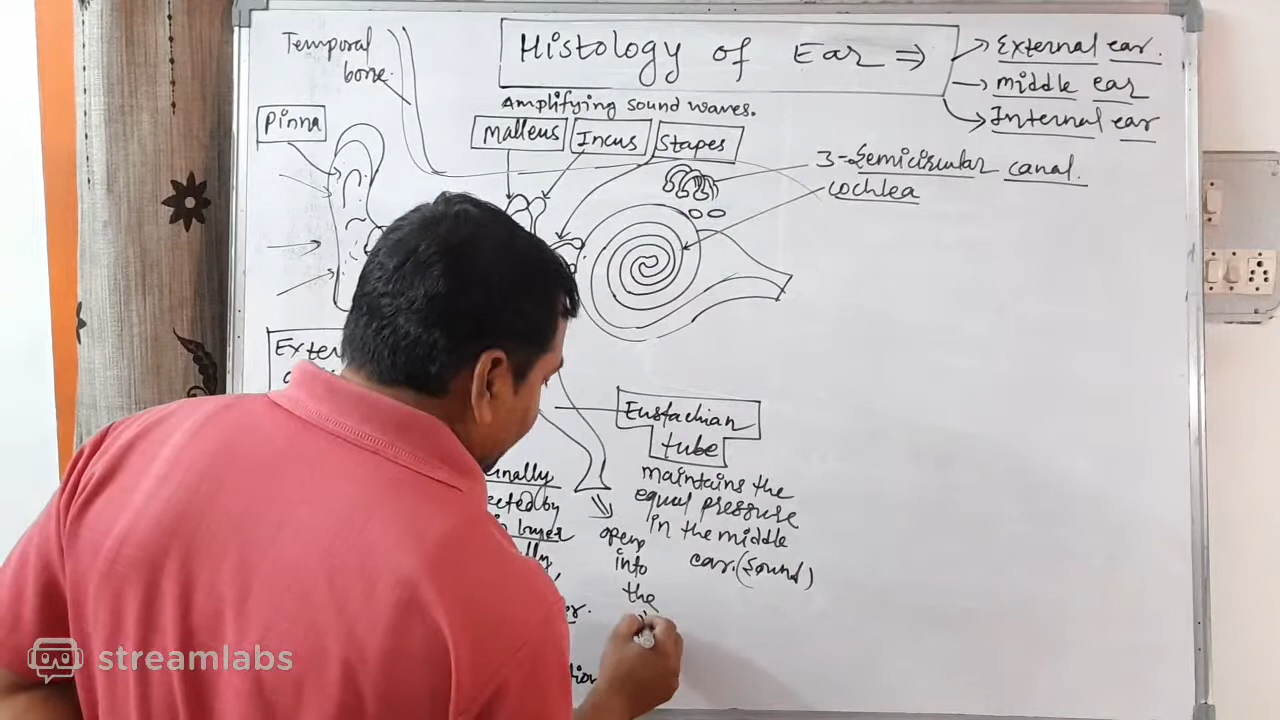 Temporal
bone.
Histology of Ear ⇒
External ear.
middle ear
Internal ear
Amplifying sound waves.
Pinna
Malleus
Incus
Stapes
3-Semicircular canal.
cochlea
Exter
Eustachian
tube
maintains the
equal pressure
in the middle
ear. (Sound)
opens
into
the
streamlabs